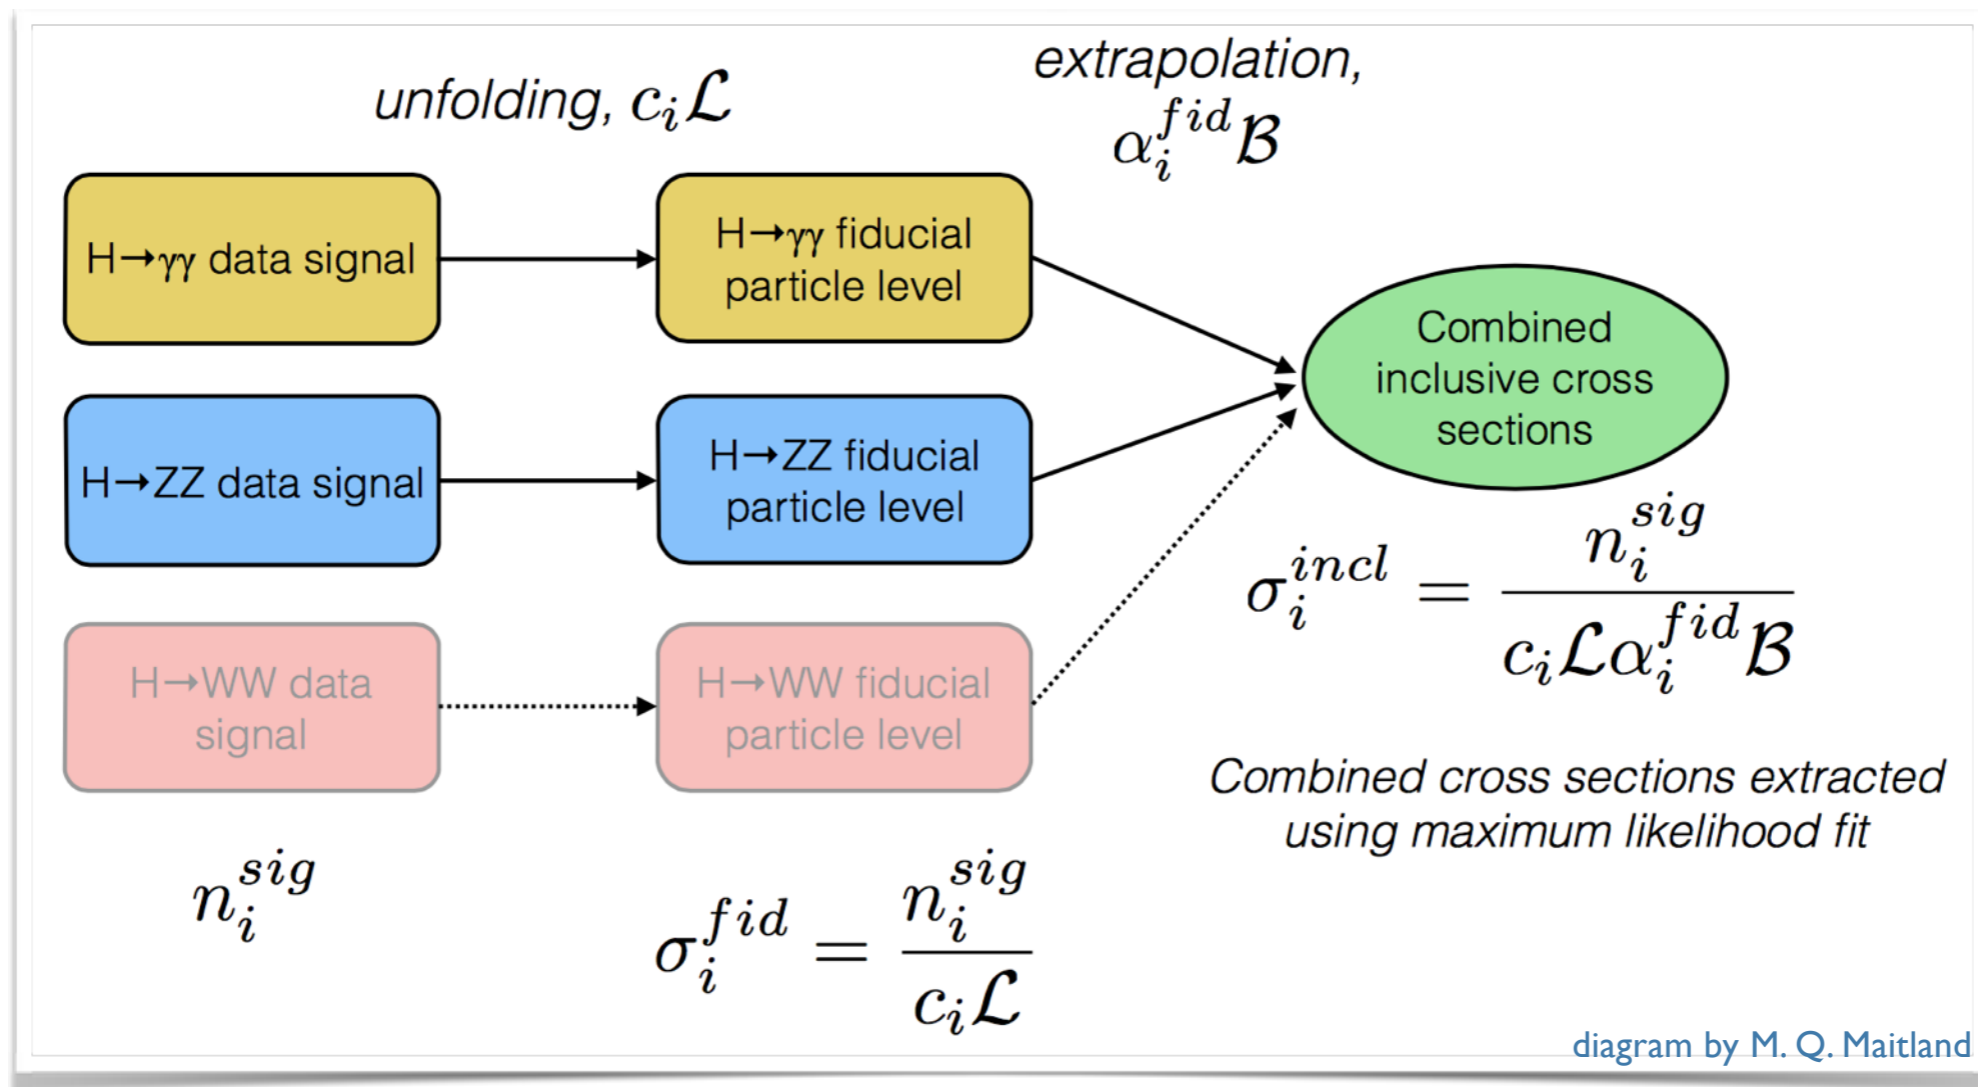 unfolding, c_i ℒ
extrapolation,
α_i^{fid} ℬ
H→γγ data signal
H→γγ fiducial
particle level
H→ZZ data signal
H→ZZ fiducial
particle level
H→WW data
signal
H→WW fiducial
particle level
Combined
inclusive cross
sections
σ_i^{incl} = \frac{n_i^{sig}}{c_i ℒ α_i^{fid} ℬ}
Combined cross sections extracted
using maximum likelihood fit
n_i^{sig}
σ_i^{fid} = \frac{n_i^{sig}}{c_i ℒ}
diagram by M. Q. Maitland